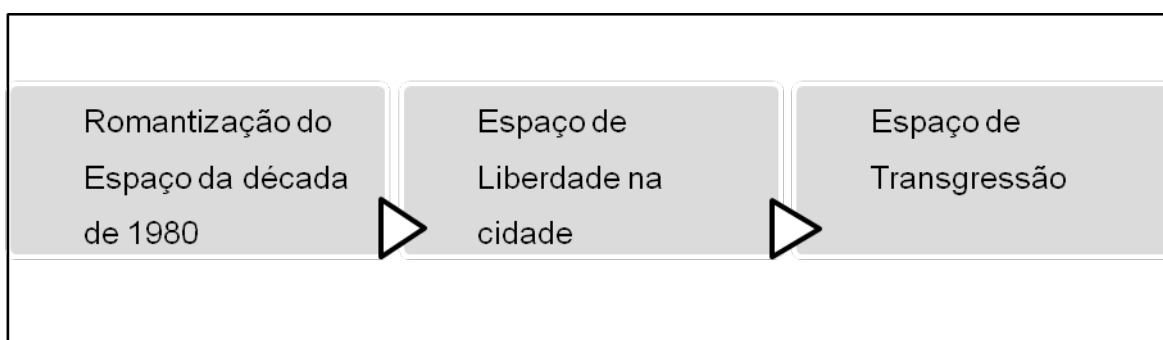 Romantização do
Espaço da década
de 1980
Espaço de
Liberdade na
cidade
Espaço de
Transgressão